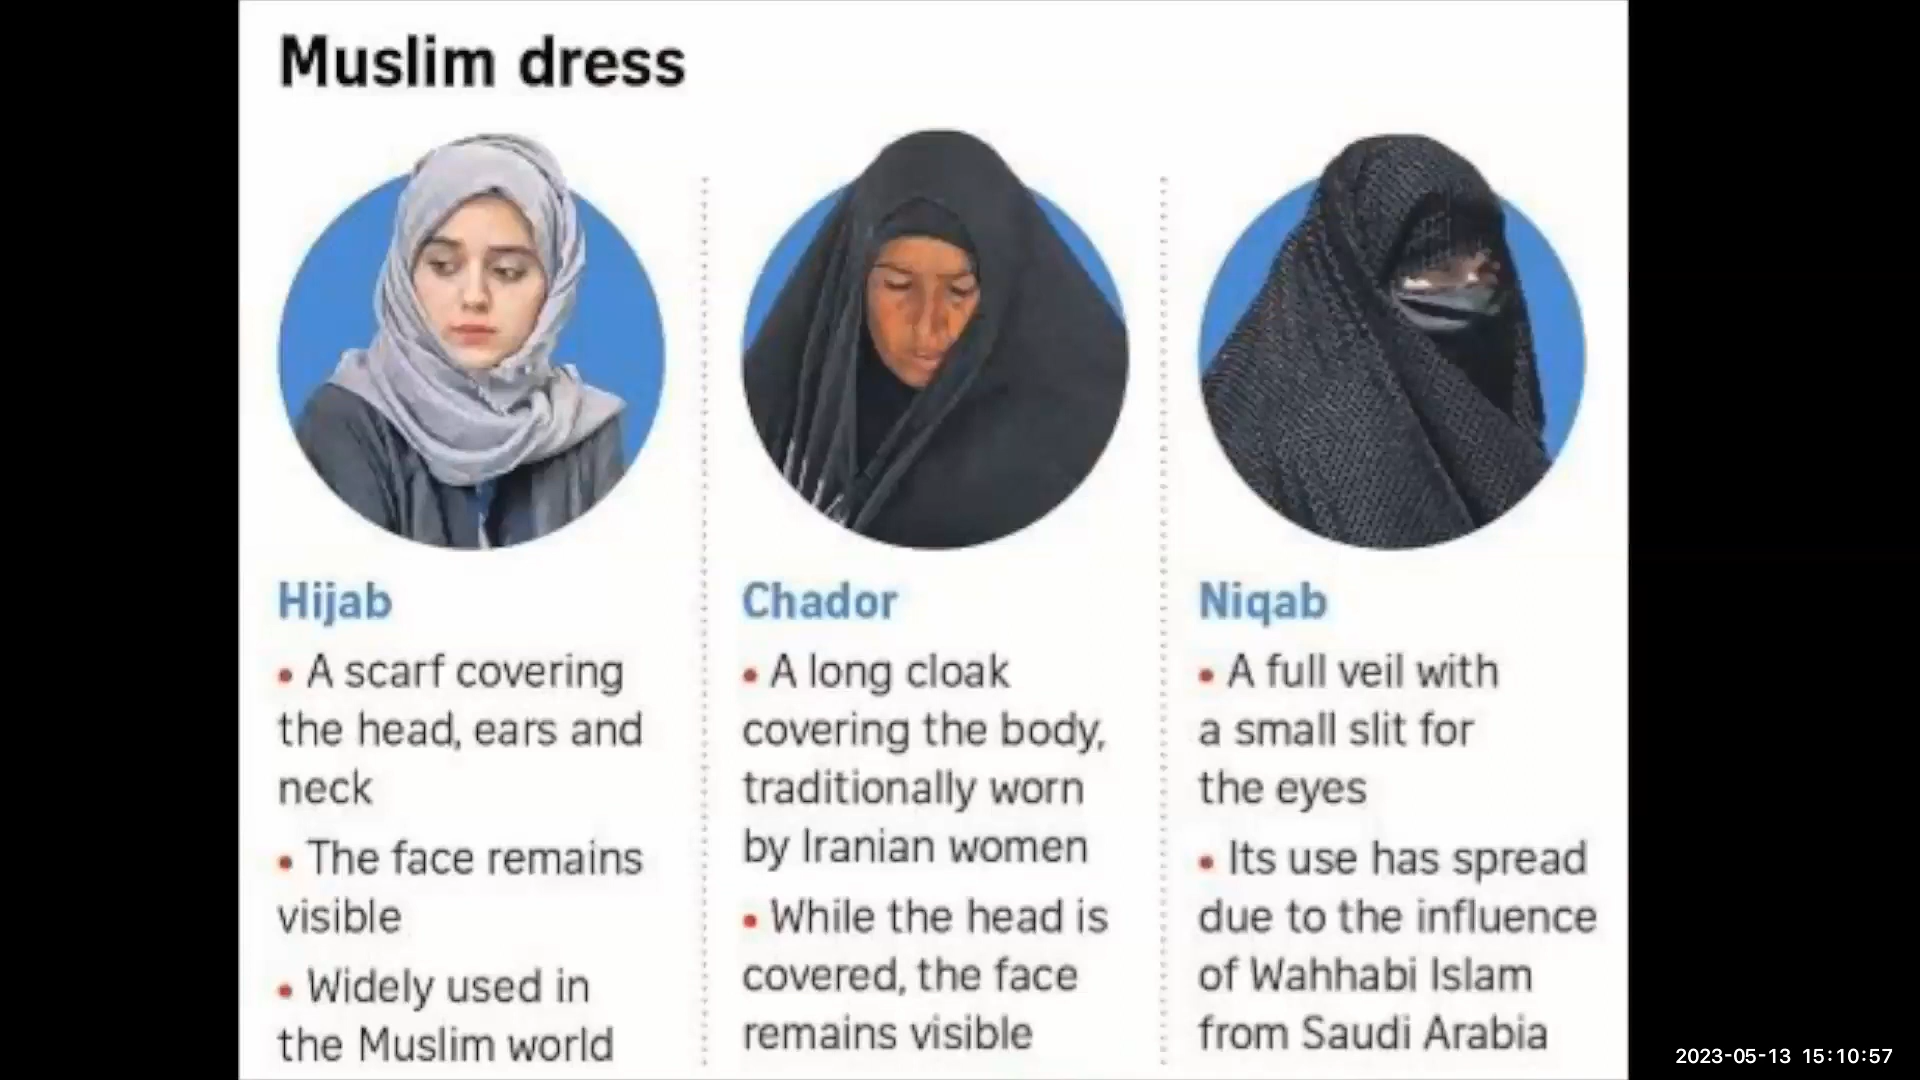 Muslim dress
Hijab
• A scarf covering
the head, ears and
neck
• The face remains
visible
• Widely used in
the Muslim world
Chador
• A long cloak
covering the body,
traditionally worn
by Iranian women
• While the head is
covered, the face
remains visible
Niqab
• A full veil with
a small slit for
the eyes
• Its use has spread
due to the influence
of Wahhabi Islam
from Saudi Arabia
2023-05-13 15:10:57